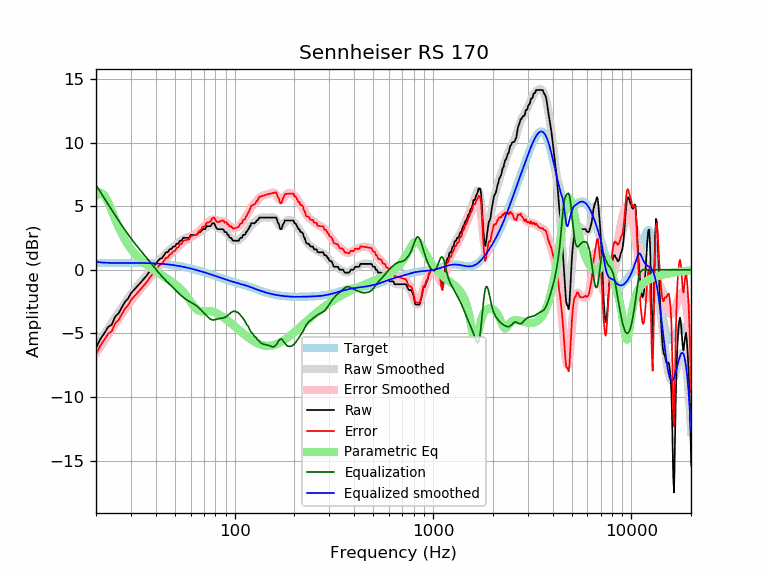 Sennheiser RS 170
Amplitude (dBr)
15
10
5
0
−5
−10
−15
Target
Raw Smoothed
Error Smoothed
Raw
Error
Parametric Eq
Equalization
Equalized smoothed
100
1000
10000
Frequency (Hz)